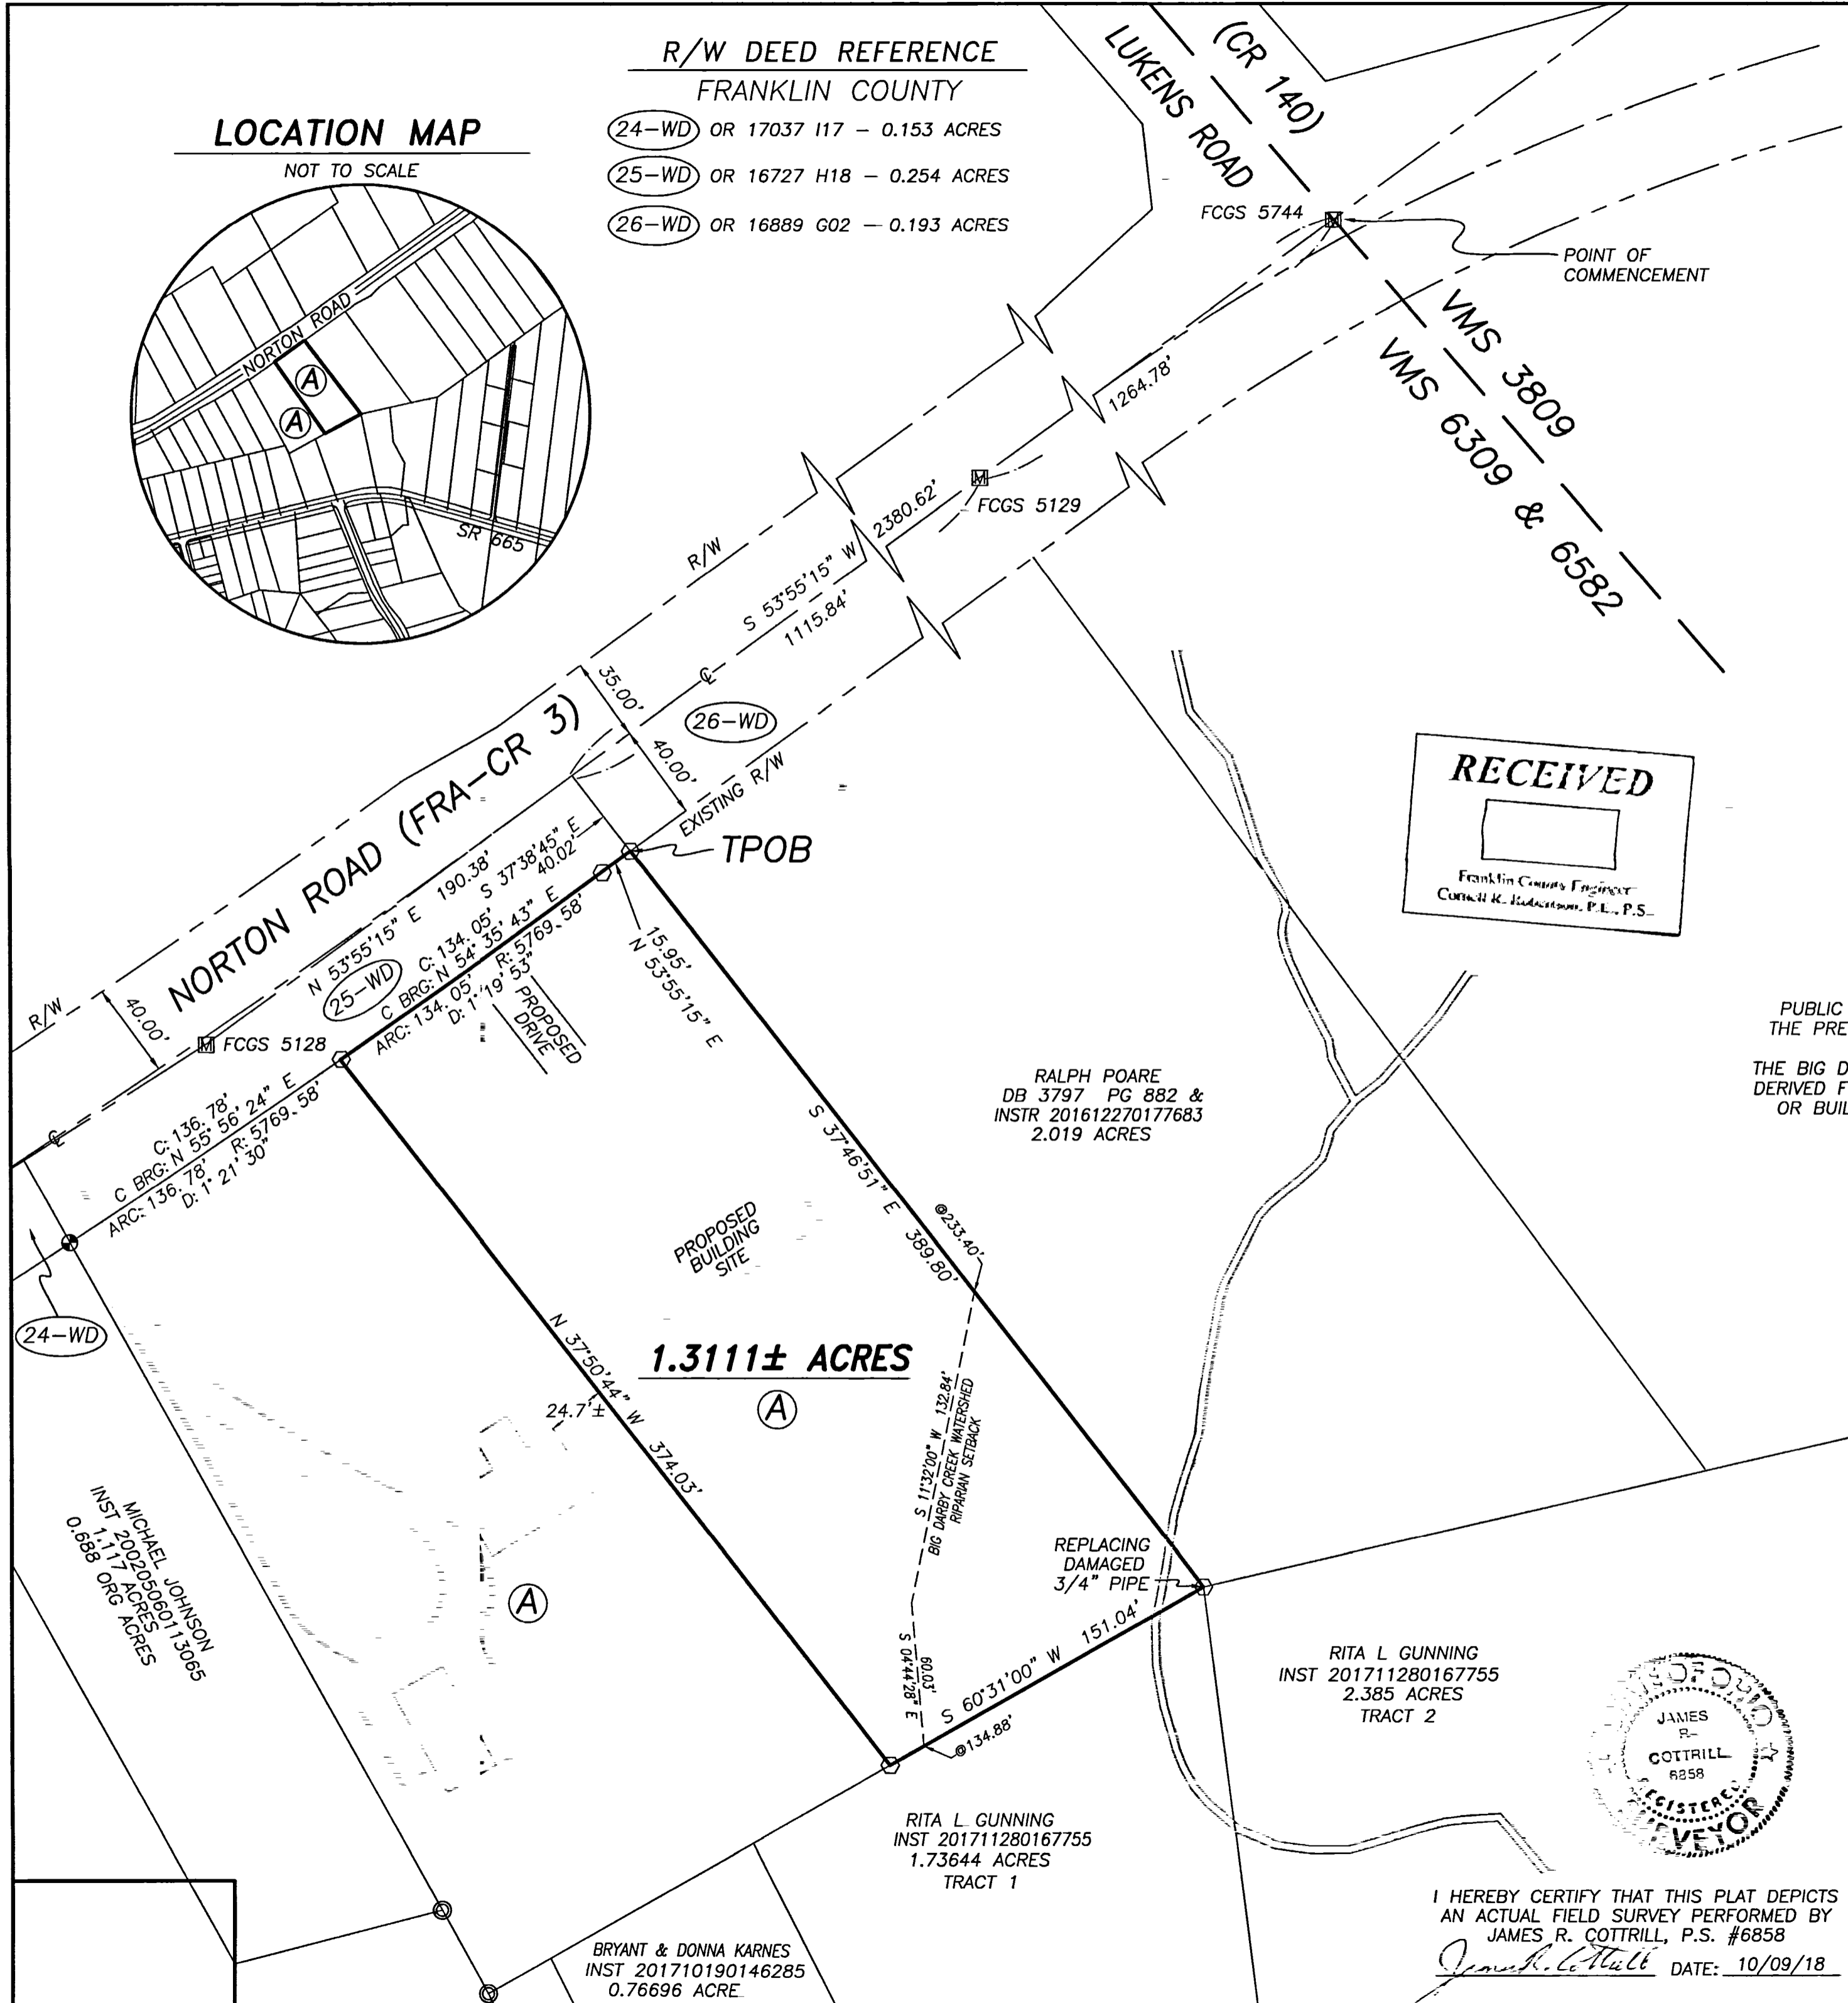 R/W DEED REFERENCE
FRANKLIN COUNTY
24-WD OR 17037 I17 - 0.153 ACRES
25-WD OR 16727 H18 - 0.254 ACRES
26-WD OR 16889 G02 - 0.193 ACRES
LOCATION MAP
NOT TO SCALE
NORTON ROAD
A
A
SR 665
LUKENS ROAD
(CR 140)
FCGS 5744
POINT OF
COMMENCEMENT
VMS 3809
VMS 6309 & 6582
1264.78'
2380.62'
FCGS 5129
R/W
S 53°55'15" W
1115.84'
℄
35.00'
40.00'
26-WD
EXISTING R/W
TPOB
NORTON ROAD (FRA-CR 3)
R/W
40.00'
FCGS 5128
N 53°55'15" E 190.38'
S 37°38'45" E
40.02'
25-WD
C: 134.05'
C BRG: N 54° 35' 43" E
ARC: 134.05' R: 5769.58'
D: 1° 19' 53"
PROPOSED
DRIVE
15.95'
N 53°55'15" E
℄
C: 136.78'
C BRG: N 55° 56' 24" E
ARC: 136.78' R: 5769.58'
D: 1° 21' 30"
24-WD
RECEIVED
Franklin County Engineer
Cornell R. Robertson, P.E., P.S.
PUBLIC
THE PRE
THE BIG D
DERIVED F
OR BUIL
RALPH POARE
DB 3797 PG 882 &
INSTR 201612270177683
2.019 ACRES
S 37°46'51" E 389.80'
@233.40'
PROPOSED
BUILDING
SITE
1.3111± ACRES
A
N 37°50'44" W 374.03'
24.7'±
S 11°32'00" W 132.84'
BIG DARBY CREEK WATERSHED
RIPARIAN SETBACK
MICHAEL JOHNSON
INST 200205060113065
1.117 ACRES
0.688 ORG ACRES
A
REPLACING
DAMAGED
3/4" PIPE
60.03'
S 04°44'28" E
S 60°31'00" W 151.04'
@134.88'
RITA L GUNNING
INST 201711280167755
2.385 ACRES
TRACT 2
RITA L GUNNING
INST 201711280167755
1.73644 ACRES
TRACT 1
BRYANT & DONNA KARNES
INST 201710190146285
0.76696 ACRE
OF OHIO
JAMES
R-
COTTRILL
6858
REGISTERED
SURVEYOR
I HEREBY CERTIFY THAT THIS PLAT DEPICTS
AN ACTUAL FIELD SURVEY PERFORMED BY
JAMES R. COTTRILL, P.S. #6858
James R. Cottrill DATE: 10/09/18